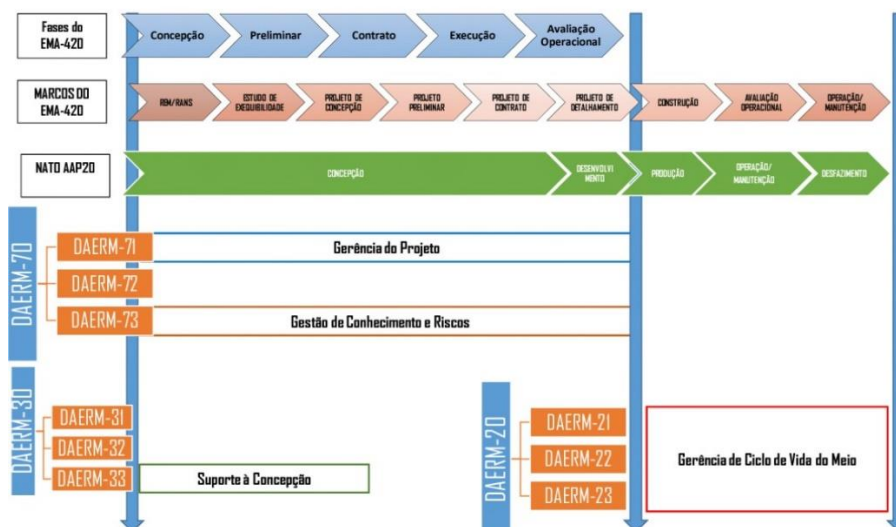 Fases do
EMA-420
Concepção
Preliminar
Contrato
Execução
Avaliação
Operacional
MARCOS DO
EMA-420
REM/RANS
ESTUDO DE
EXEQUIBILIDADE
PROJETO DE
CONCEPÇÃO
PROJETO
PRELIMINAR
PROJETO DE
CONTRATO
PROJETO DE
DETALHAMENTO
CONSTRUÇÃO
AVALIAÇÃO
OPERACIONAL
OPERAÇÃO/
MANUTENÇÃO
NATO AAP20
CONCEPÇÃO
DESENVOLVI
MENTO
PRODUÇÃO
OPERAÇÃO/
MANUTENÇÃO
DESFAZIMENTO
DAERM-70
DAERM-71
Gerência do Projeto
DAERM-72
DAERM-73
Gestão de Conhecimento e Riscos
DAERM-30
DAERM-31
DAERM-32
DAERM-33
Suporte à Concepção
DAERM-20
DAERM-21
DAERM-22
DAERM-23
Gerência de Ciclo de Vida do Meio